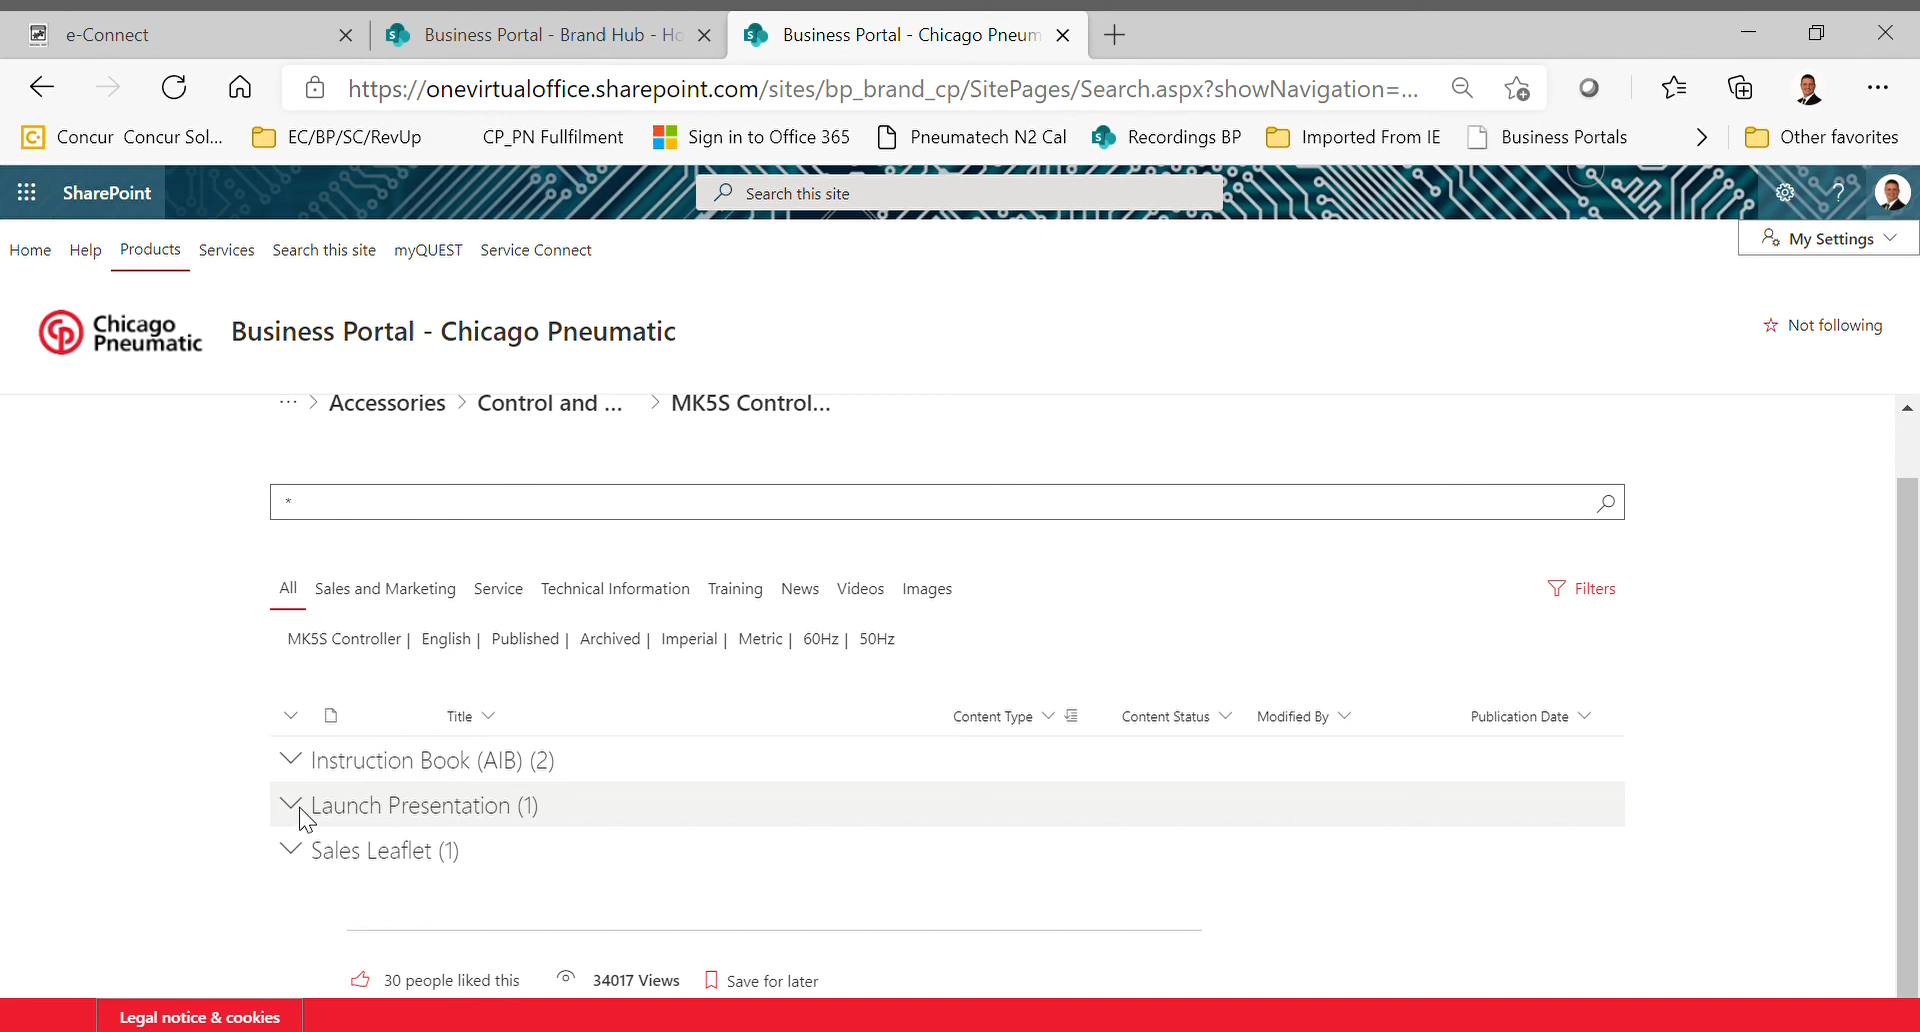 e-Connect
Business Portal - Brand Hub - Ho
Business Portal - Chicago Pneum
https://onevirtualoffice.sharepoint.com/sites/bp_brand_cp/SitePages/Search.aspx?showNavigation=...
Concur Concur Sol...
EC/BP/SC/RevUp
CP_PN Fullfilment
Sign in to Office 365
Pneumatech N2 Cal
Recordings BP
Imported From IE
Business Portals
Other favorites
SharePoint
Search this site
Home Help Products Services Search this site myQUEST Service Connect
My Settings
Chicago
Pneumatic
Business Portal - Chicago Pneumatic
Not following
... > Accessories > Control and ... > MK5S Control...
*
All Sales and Marketing Service Technical Information Training News Videos Images
Filters
MK5S Controller | English | Published | Archived | Imperial | Metric | 60Hz | 50Hz
Title Content Type Content Status Modified By Publication Date
Instruction Book (AIB) (2)
Launch Presentation (1)
Sales Leaflet (1)
30 people liked this 34017 Views Save for later
Legal notice & cookies